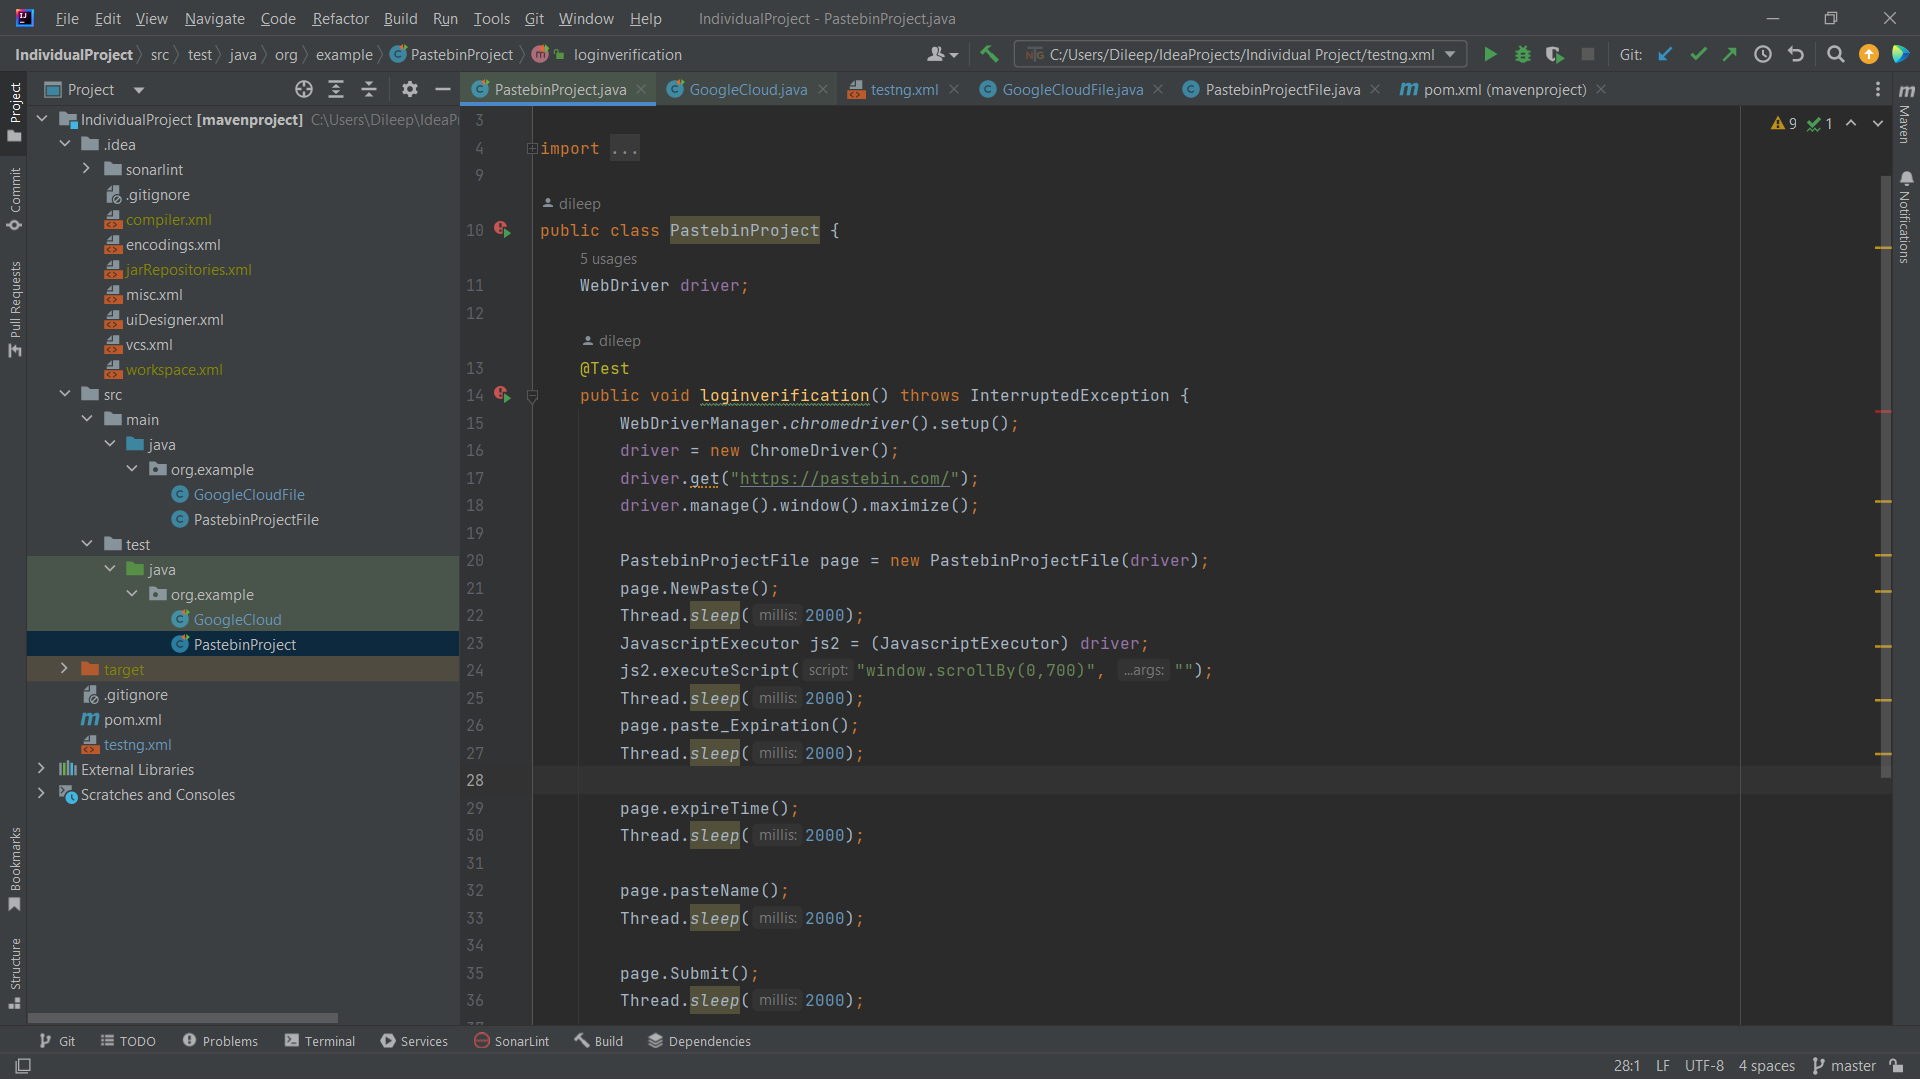 File Edit View Navigate Code Refactor Build Run Tools Git Window Help IndividualProject - PastebinProject.java
IndividualProject src test java org example PastebinProject loginverification C:/Users/Dileep/IdeaProjects/Individual Project/testng.xml Git:
Project
PastebinProject.java GoogleCloud.java testng.xml GoogleCloudFile.java PastebinProjectFile.java pom.xml (mavenproject)
Project
Commit
Pull Requests
Bookmarks
Structure
IndividualProject [mavenproject] C:\Users\Dileep\IdeaPr
.idea
sonarlint
.gitignore
compiler.xml
encodings.xml
jarRepositories.xml
misc.xml
uiDesigner.xml
vcs.xml
workspace.xml
src
main
java
org.example
GoogleCloudFile
PastebinProjectFile
test
java
org.example
GoogleCloud
PastebinProject
target
.gitignore
pom.xml
testng.xml
External Libraries
Scratches and Consoles
3
4 import ...
9
dileep
10 public class PastebinProject {
5 usages
11 WebDriver driver;
12
dileep
13 @Test
14 public void loginverification() throws InterruptedException {
15 WebDriverManager.chromedriver().setup();
16 driver = new ChromeDriver();
17 driver.get("https://pastebin.com/");
18 driver.manage().window().maximize();
19
20 PastebinProjectFile page = new PastebinProjectFile(driver);
21 page.NewPaste();
22 Thread.sleep( millis: 2000);
23 JavascriptExecutor js2 = (JavascriptExecutor) driver;
24 js2.executeScript( script: "window.scrollBy(0,700)", ...args: "");
25 Thread.sleep( millis: 2000);
26 page.paste_Expiration();
27 Thread.sleep( millis: 2000);
28
29 page.expireTime();
30 Thread.sleep( millis: 2000);
31
32 page.pasteName();
33 Thread.sleep( millis: 2000);
34
35 page.Submit();
36 Thread.sleep( millis: 2000);
9 1
Maven
Notifications
Git TODO Problems Terminal Services SonarLint Build Dependencies
28:1 LF UTF-8 4 spaces master